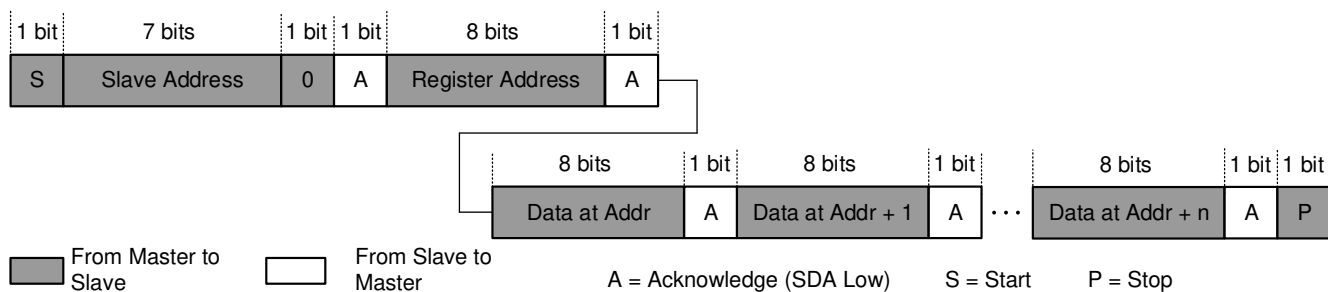 1 bit 7 bits 1 bit 1 bit 8 bits 1 bit
S Slave Address 0 A Register Address A
8 bits 1 bit 8 bits 1 bit 8 bits 1 bit 1 bit
Data at Addr A Data at Addr + 1 A ··· Data at Addr + n A P
From Master to
Slave
From Slave to
Master
A = Acknowledge (SDA Low) S = Start P = Stop